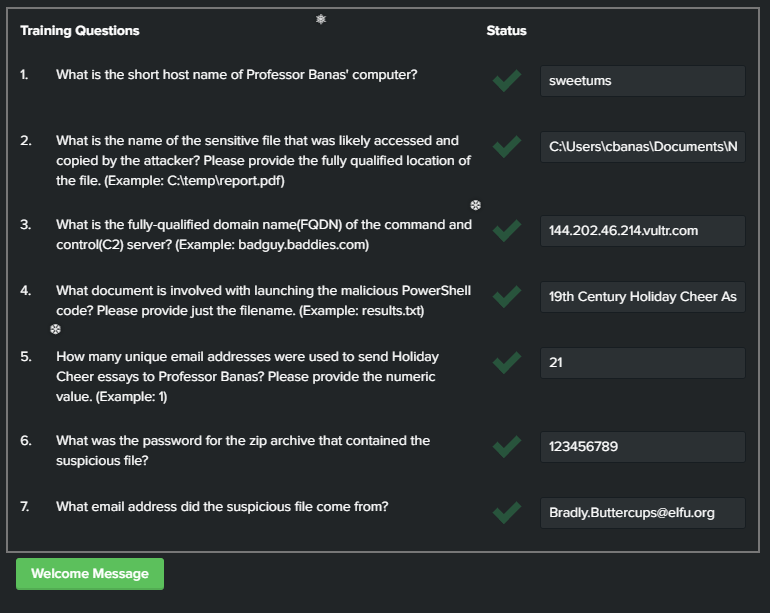 Training Questions Status
1. What is the short host name of Professor Banas' computer? sweetums
2. What is the name of the sensitive file that was likely accessed and
copied by the attacker? Please provide the fully qualified location of
the file. (Example: C:\temp\report.pdf)
C:\Users\cbanas\Documents\N
3. What is the fully-qualified domain name(FQDN) of the command and
control(C2) server? (Example: badguy.baddies.com)
144.202.46.214.vultr.com
4. What document is involved with launching the malicious PowerShell
code? Please provide just the filename. (Example: results.txt)
19th Century Holiday Cheer As
5. How many unique email addresses were used to send Holiday
Cheer essays to Professor Banas? Please provide the numeric
value. (Example: 1)
21
6. What was the password for the zip archive that contained the
suspicious file?
123456789
7. What email address did the suspicious file come from? Bradly.Buttercups@elfu.org
Welcome Message